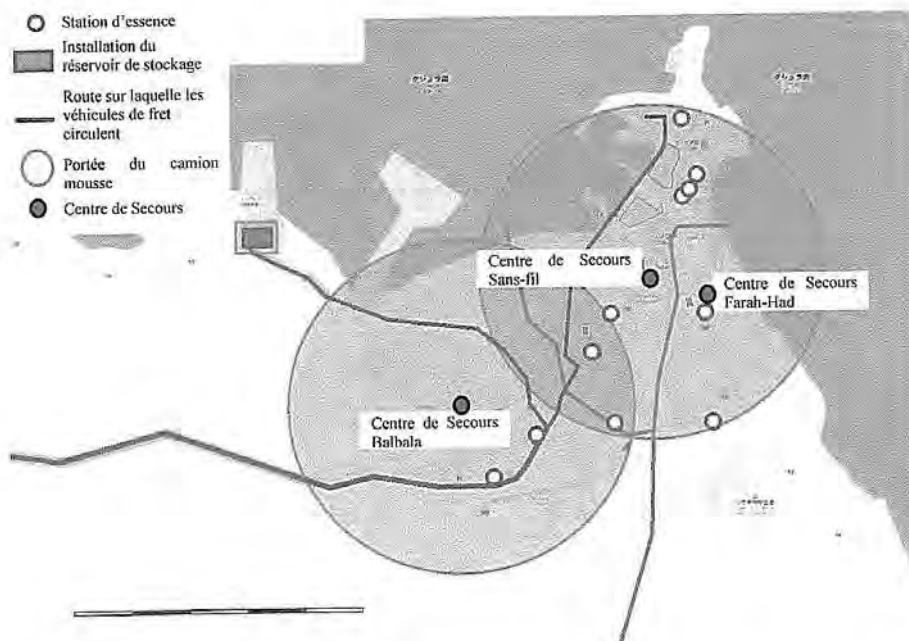 Station d'essence
Installation du
réservoir de stockage
Route sur laquelle les
véhicules de fret
circulent
Portée du camion
mousse
Centre de Secours
Centre de Secours
Sans-fil
Centre de Secours
Farah-Had
Centre de Secours
Balbala